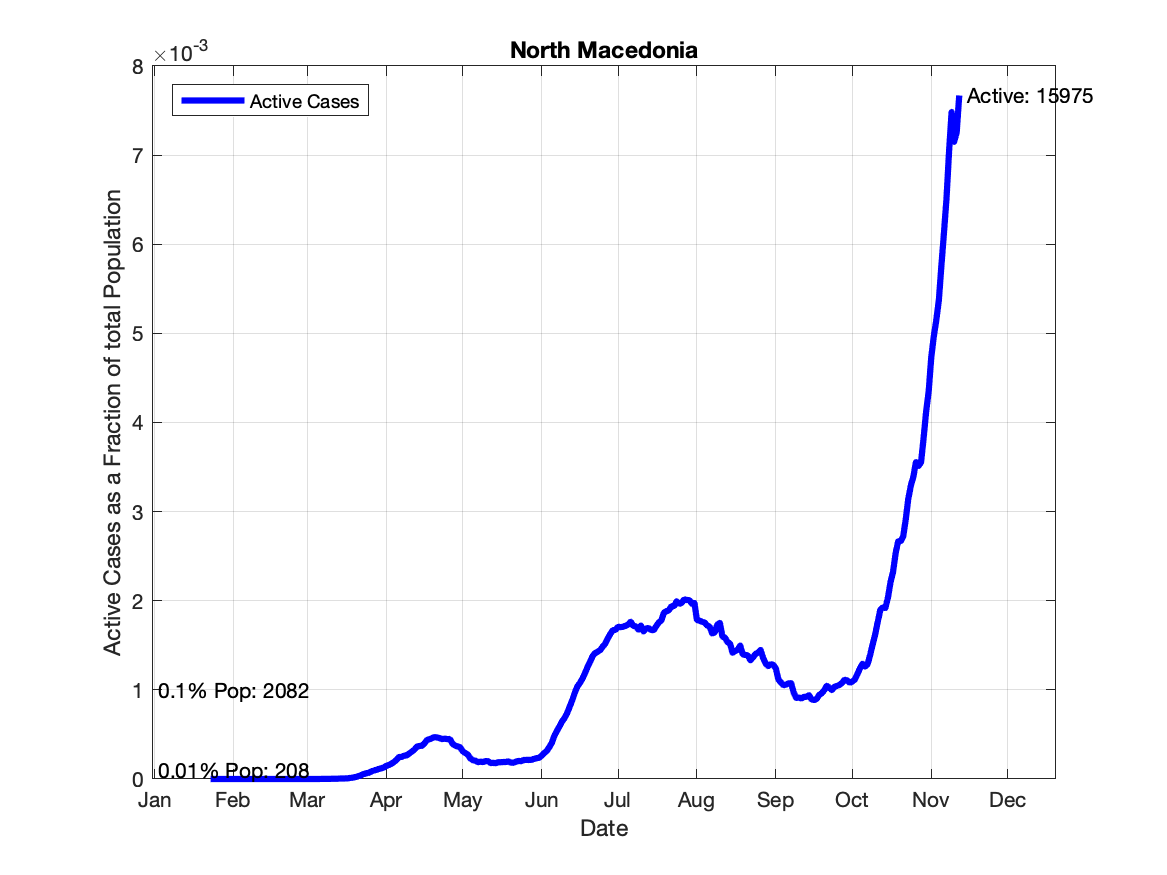 North Macedonia
×10-3
Active Cases
Active: 15975
8
7
6
5
4
3
2
1
0
0.1% Pop: 2082
0.01% Pop: 208
Active Cases as a Fraction of total Population
Jan Feb Mar Apr May Jun Jul Aug Sep Oct Nov Dec
Date